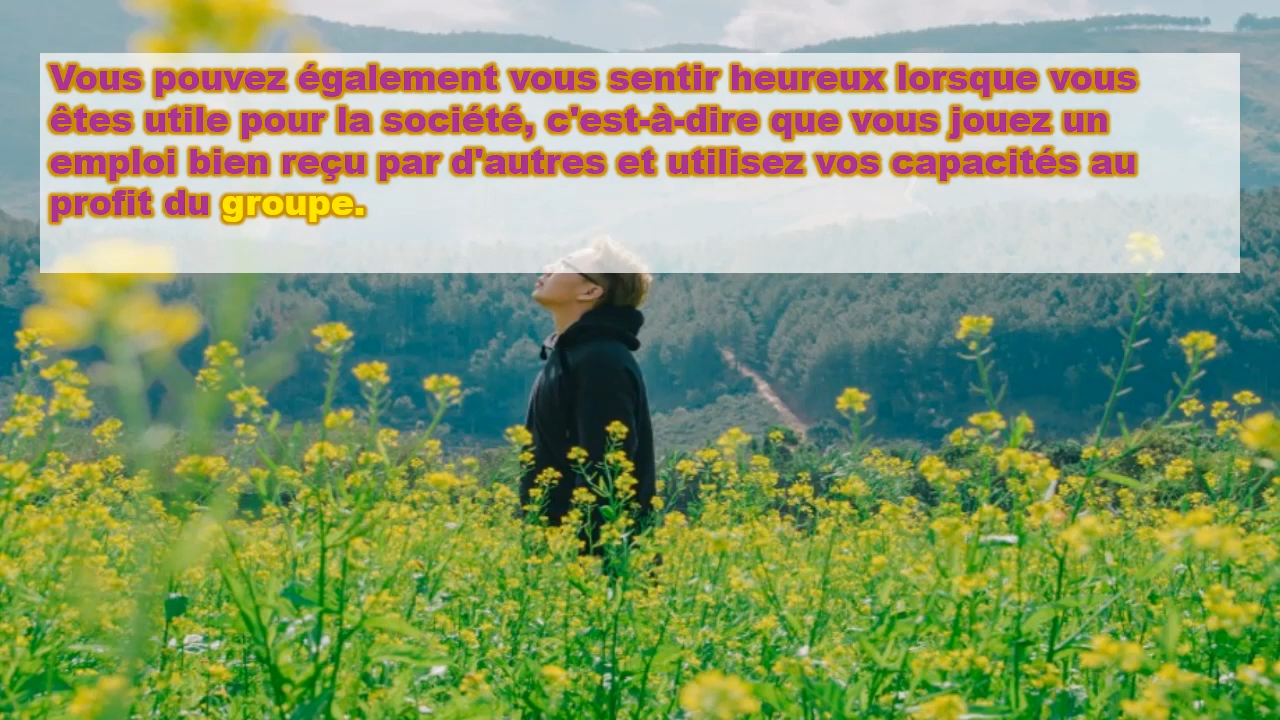 Vous pouvez également vous sentir heureux lorsque vous
êtes utile pour la société, c'est-à-dire que vous jouez un
emploi bien reçu par d'autres et utilisez vos capacités au
profit du groupe.